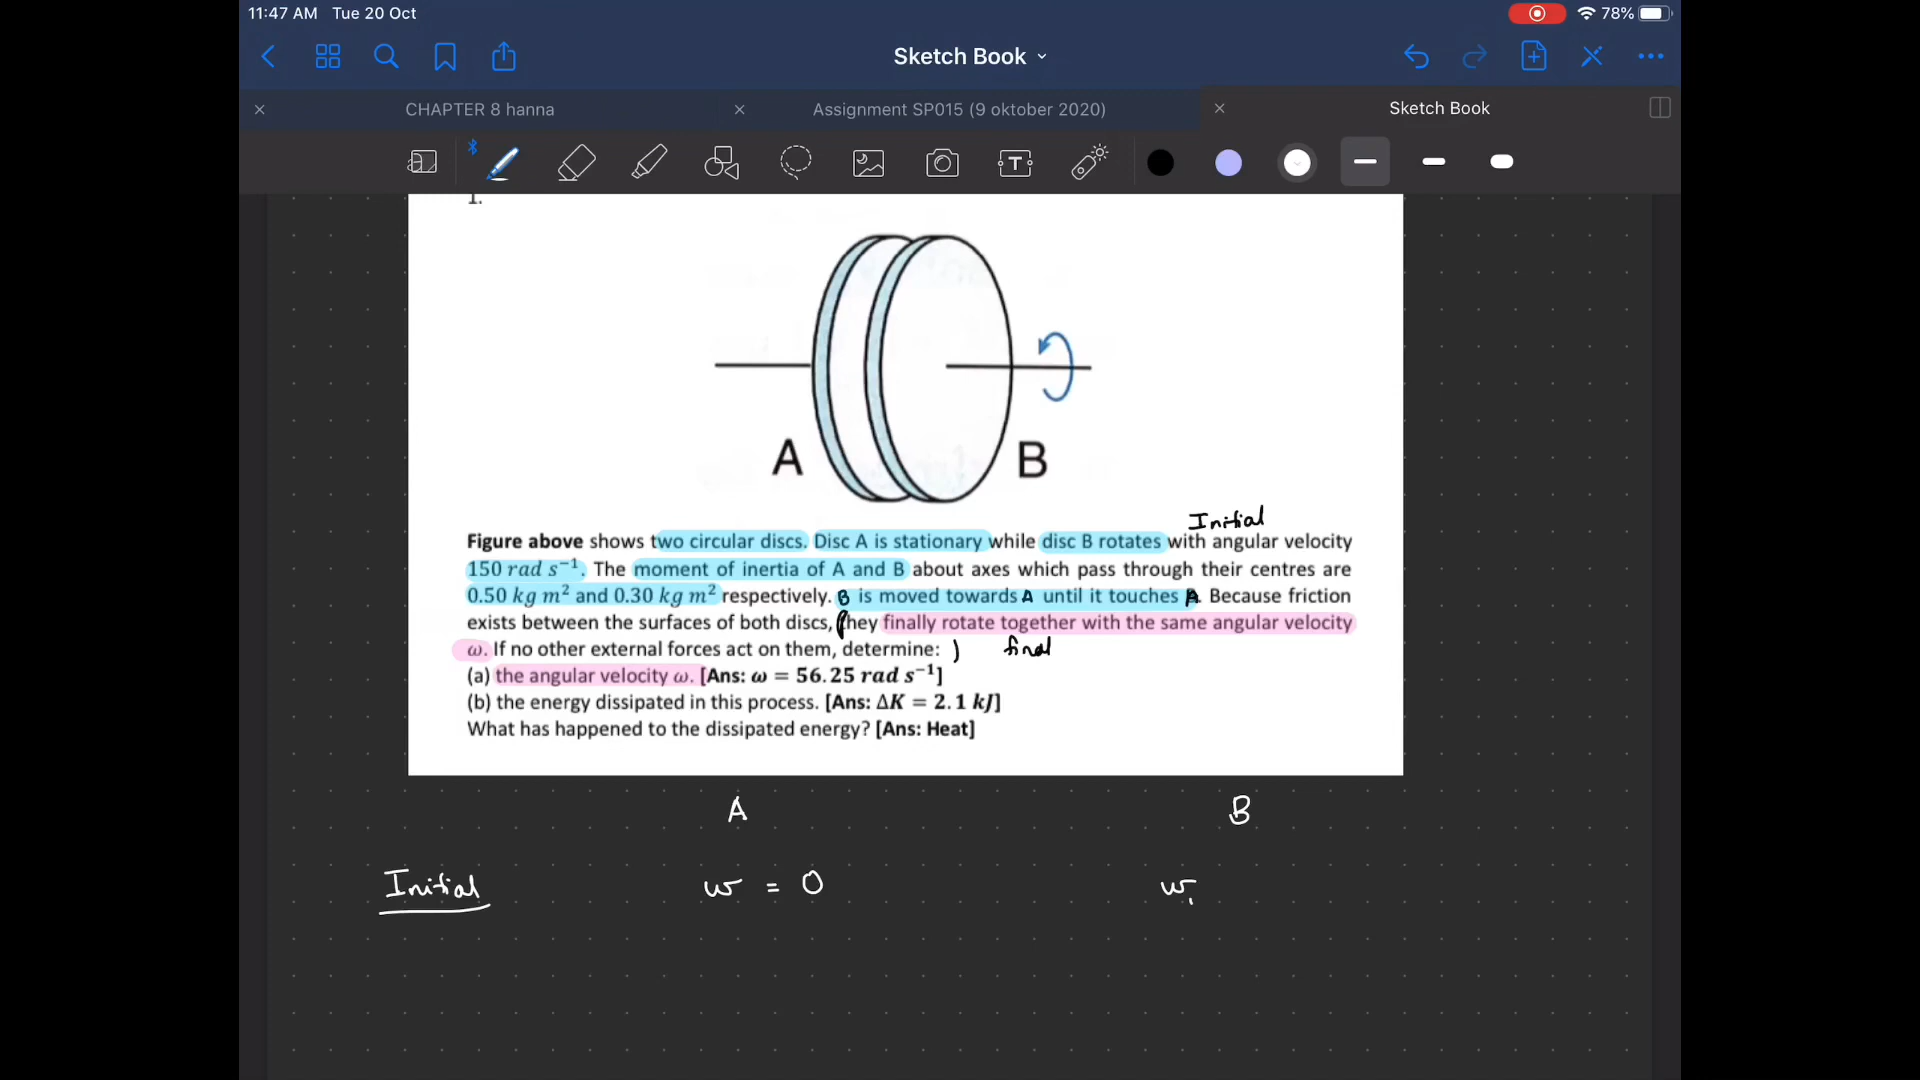 11:47 AM Tue 20 Oct
78%
Sketch Book
CHAPTER 8 hanna
Assignment SP015 (9 oktober 2020)
Sketch Book
T
1.
A
B
Initial
Figure above shows two circular discs. Disc A is stationary while disc B rotates with angular velocity
150 rad s⁻¹. The moment of inertia of A and B about axes which pass through their centres are
0.50 kg m² and 0.30 kg m² respectively. B is moved towards A until it touches A. Because friction
exists between the surfaces of both discs, they finally rotate together with the same angular velocity
ω. If no other external forces act on them, determine: )
final
(a) the angular velocity ω. [Ans: ω = 56.25 rad s⁻¹]
(b) the energy dissipated in this process. [Ans: ΔK = 2.1 kJ]
What has happened to the dissipated energy? [Ans: Heat]
A
B
Initial
w = 0
w,